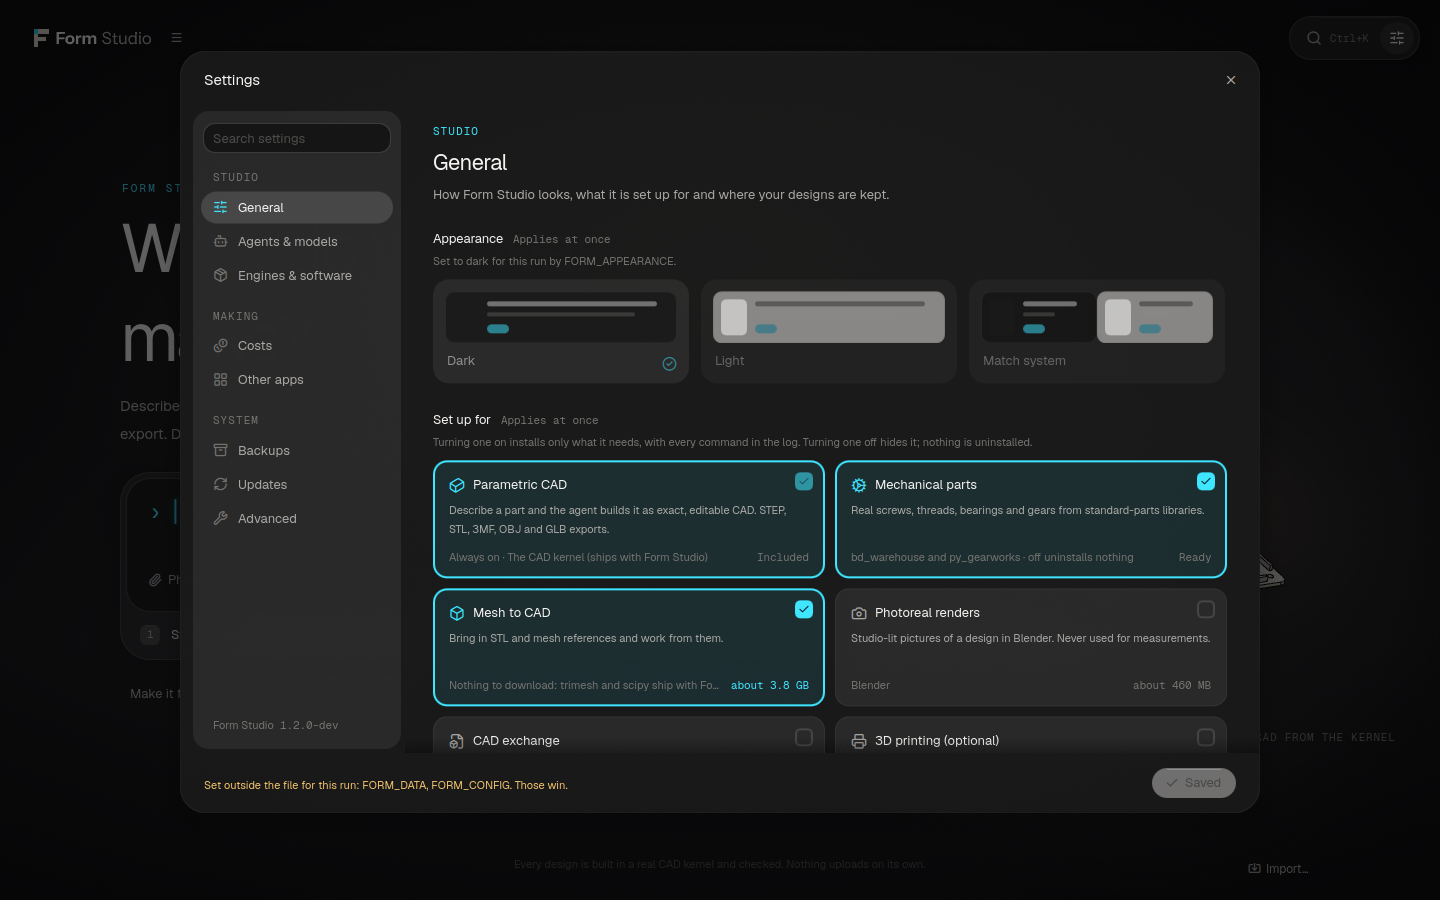 Form Studio
Ctrl+K
Settings
Search settings
STUDIO
General
Agents & models
Engines & software
MAKING
Costs
Other apps
SYSTEM
Backups
Updates
Advanced
Form Studio 1.2.0-dev
STUDIO
General
How Form Studio looks, what it is set up for and where your designs are kept.
Appearance Applies at once
Set to dark for this run by FORM_APPEARANCE.
Dark
Light
Match system
Set up for Applies at once
Turning one on installs only what it needs, with every command in the log. Turning one off hides it; nothing is uninstalled.
Parametric CAD
Describe a part and the agent builds it as exact, editable CAD. STEP,
STL, 3MF, OBJ and GLB exports.
Always on · The CAD kernel (ships with Form Studio) Included
Mechanical parts
Real screws, threads, bearings and gears from standard-parts libraries.
bd_warehouse and py_gearworks · off uninstalls nothing Ready
Mesh to CAD
Bring in STL and mesh references and work from them.
Nothing to download: trimesh and scipy ship with Fo... about 3.8 GB
Photoreal renders
Studio-lit pictures of a design in Blender. Never used for measurements.
Blender about 460 MB
CAD exchange
3D printing (optional)
Set outside the file for this run: FORM_DATA, FORM_CONFIG. Those win.
Saved
FORM ST
W
ma
Describe
export. D
Ph
1
S
Make it f
AD FROM THE KERNEL
Every design is built in a real CAD kernel and checked. Nothing uploads on its own.
Import...